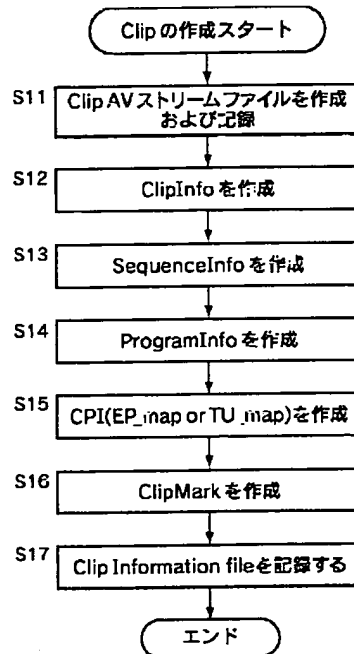 Clipの作成スタート
S11
Clip AVストリームファイルを作成
および記録
S12
ClipInfoを作成
S13
SequenceInfoを作成
S14
ProgramInfoを作成
S15
CPI(EP_map or TU_map)を作成
S16
ClipMarkを作成
S17
Clip Information fileを記録する
エンド